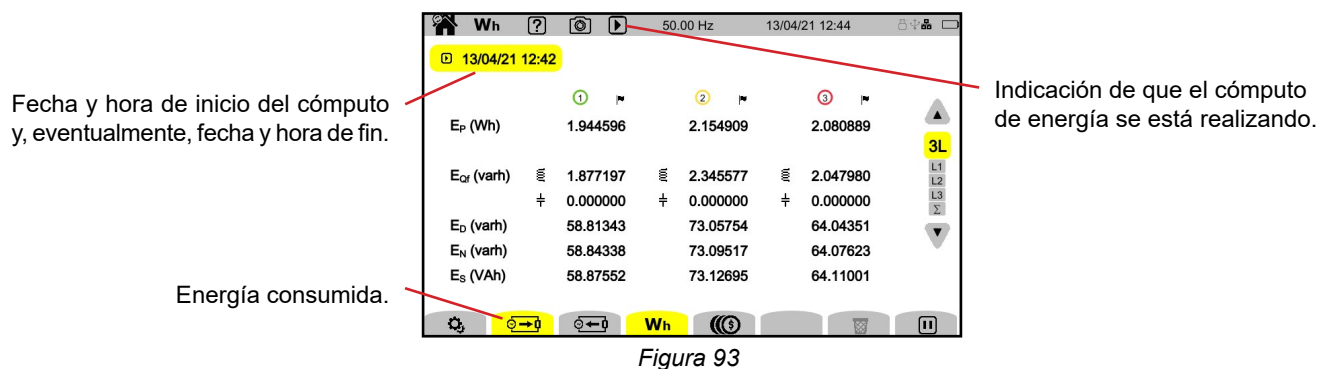 Wh ? 50.00 Hz 13/04/21 12:44
13/04/21 12:42
Fecha y hora de inicio del cómputo
y, eventualmente, fecha y hora de fin.
Indicación de que el cómputo
de energía se está realizando.
1 2 3
EP (Wh) 1.944596 2.154909 2.080889
3L
L1
L2
L3
Σ
EQf (varh) 1.877197 2.345577 2.047980
0.000000 0.000000 0.000000
ED (varh) 58.81343 73.05754 64.04351
EN (varh) 58.84338 73.09517 64.07623
ES (VAh) 58.87552 73.12695 64.11001
Energía consumida.
Wh $
Figura 93